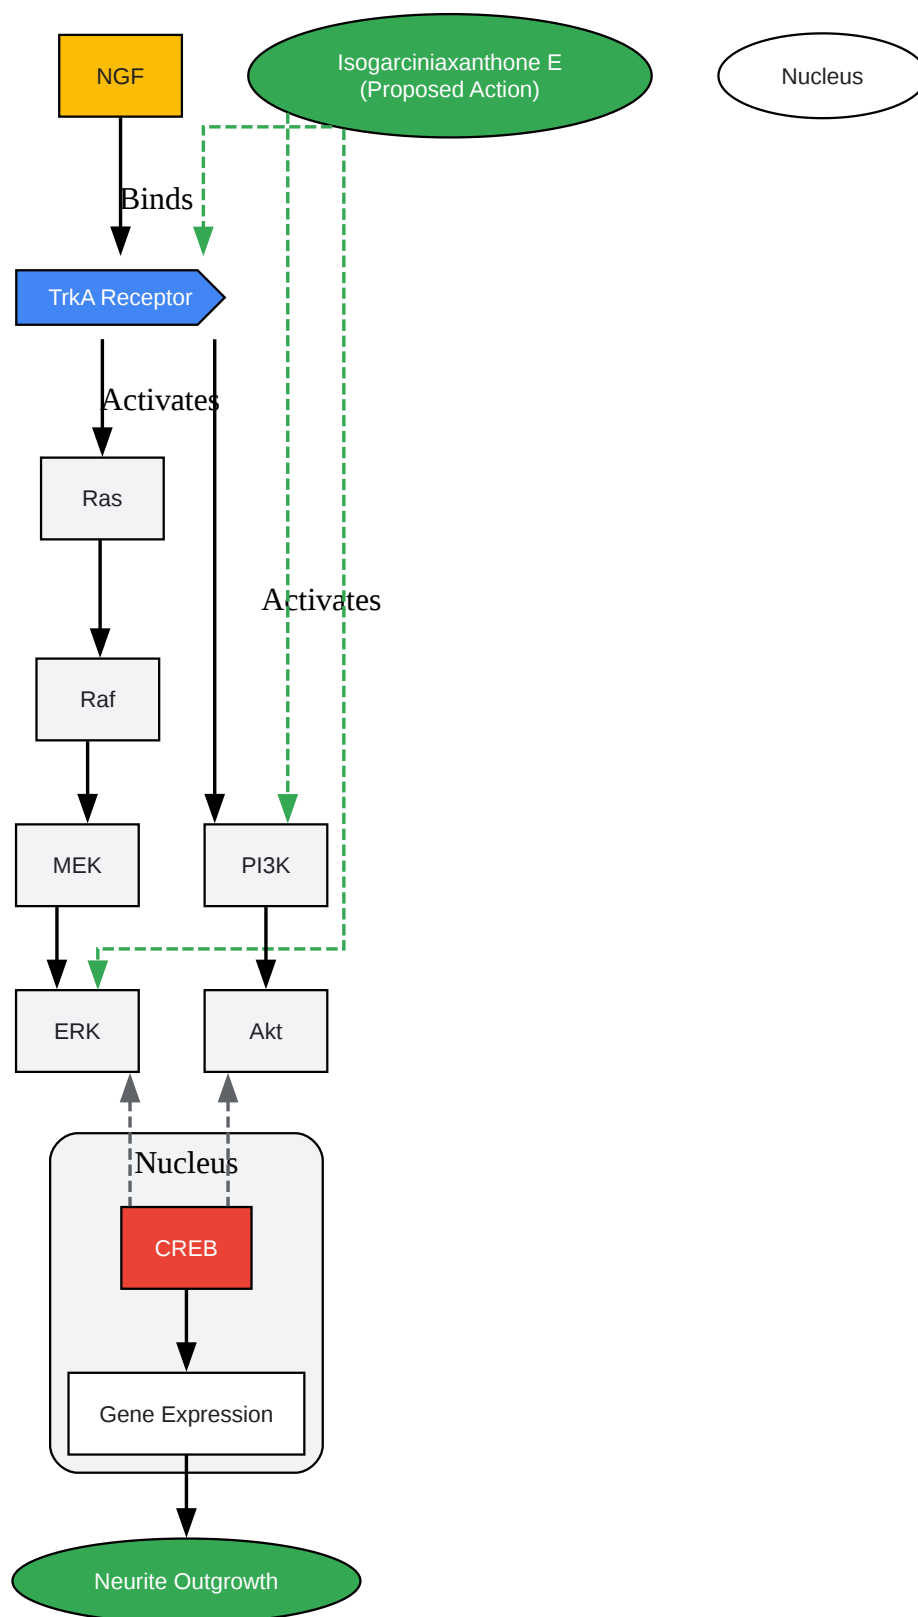 NGF
Isogarciniaxanthone E
(Proposed Action)
Nucleus
Binds
TrkA Receptor
Activates
Ras
Activates
Raf
MEK
PI3K
ERK
Akt
Nucleus
CREB
Gene Expression
Neurite Outgrowth